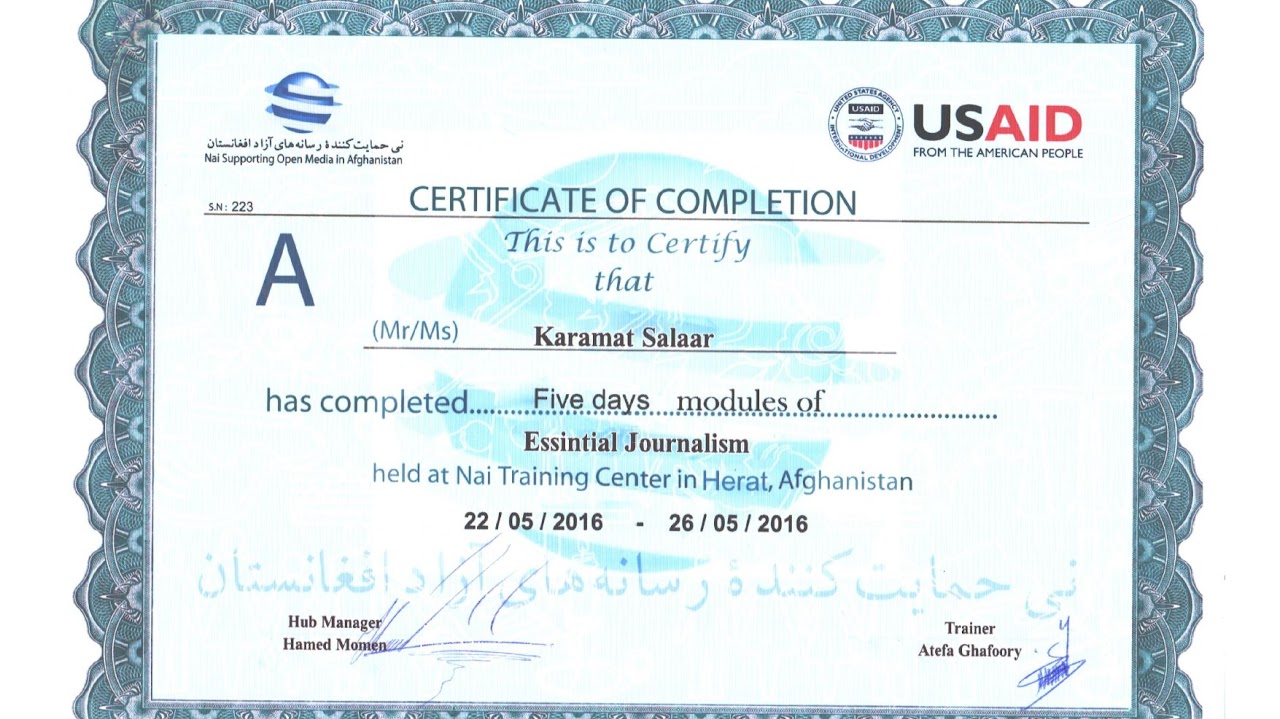 نی حمایت‌کنندهٔ رسانه‌های آزاد افغانستان
Nai Supporting Open Media in Afghanistan
UNITED STATES AGENCY
USAID
INTERNATIONAL DEVELOPMENT
USAID
FROM THE AMERICAN PEOPLE
S.N: 223
CERTIFICATE OF COMPLETION
This is to Certify
that
A
(Mr/Ms) Karamat Salaar
has completed..... Five days modules of ..............................
Essintial Journalism
held at Nai Training Center in Herat, Afghanistan
22 / 05 / 2016 - 26 / 05 / 2016
نی حمایت کنندهٔ رسانه‌های آزاد افغانستان
Hub Manager
Hamed Momen
Trainer
Atefa Ghafoory